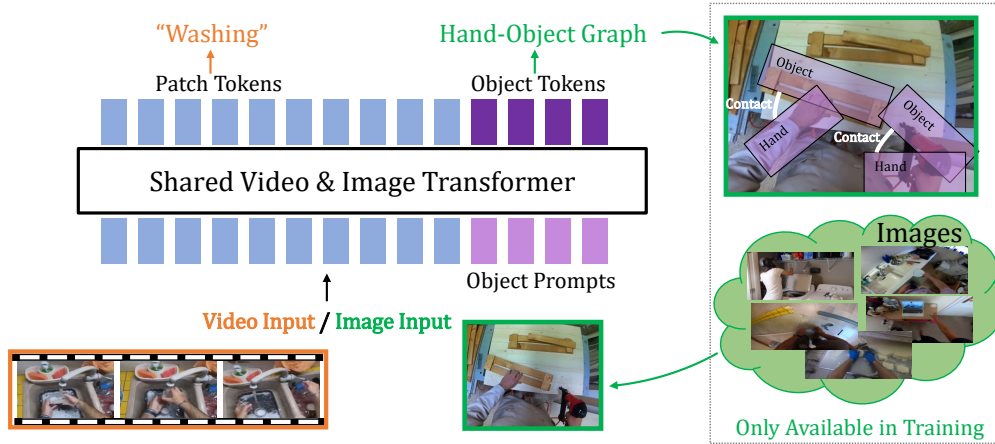 “Washing”
Hand-Object Graph
Patch Tokens
Object Tokens
Shared Video & Image Transformer
Object Prompts
Video Input / Image Input
Object
Contact
Hand
Object
Contact
Hand
Images
Only Available in Training